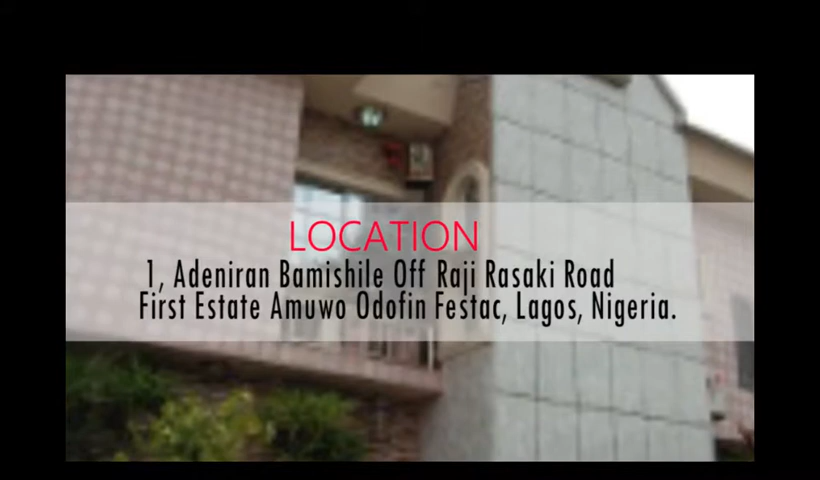 LOCATION
1, Adeniran Bamishile Off Raji Rasaki Road
First Estate Amuwo Odofin Festac, Lagos, Nigeria.